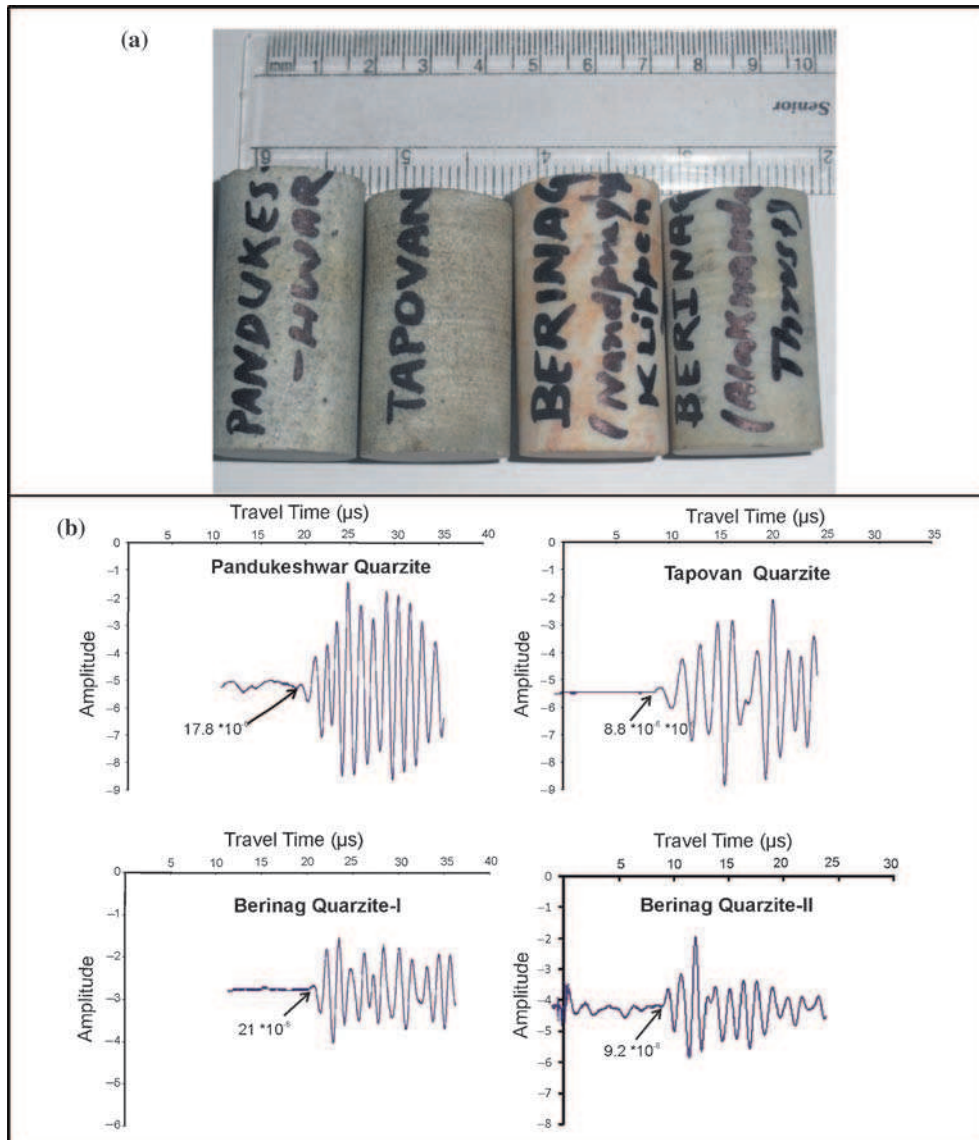 (a)
mm 1 2 3 4 5 6 7 8 9 10
Senior
6 5 4 3 2
PANDUKES
-HWAR
TAPOVAN
BERINAG
(Nandpray
Klippen
BERINAG
(Alaknanda
Thrust)
(b)
Travel Time (µs)
5 10 15 20 25 30 35 40
0
–1
–2
–3
–4
–5
–6
–7
–8
–9
Amplitude
Pandukeshwar Quarzite
17.8 *10⁻⁶
Travel Time (µs)
5 10 15 20 25 30 35
0
–1
–2
–3
–4
–5
–6
–7
–8
–9
Amplitude
Tapovan Quarzite
8.8 *10⁻⁶ *10
Travel Time (µs)
5 10 15 20 25 30 35 40
0
–1
–2
–3
–4
–5
–6
Amplitude
Berinag Quarzite-I
21 *10⁻⁶
Travel Time (µs)
5 10 15 20 25 30
0
–1
–2
–3
–4
–5
–6
–7
–8
Amplitude
Berinag Quarzite-II
9.2 *10⁻⁶